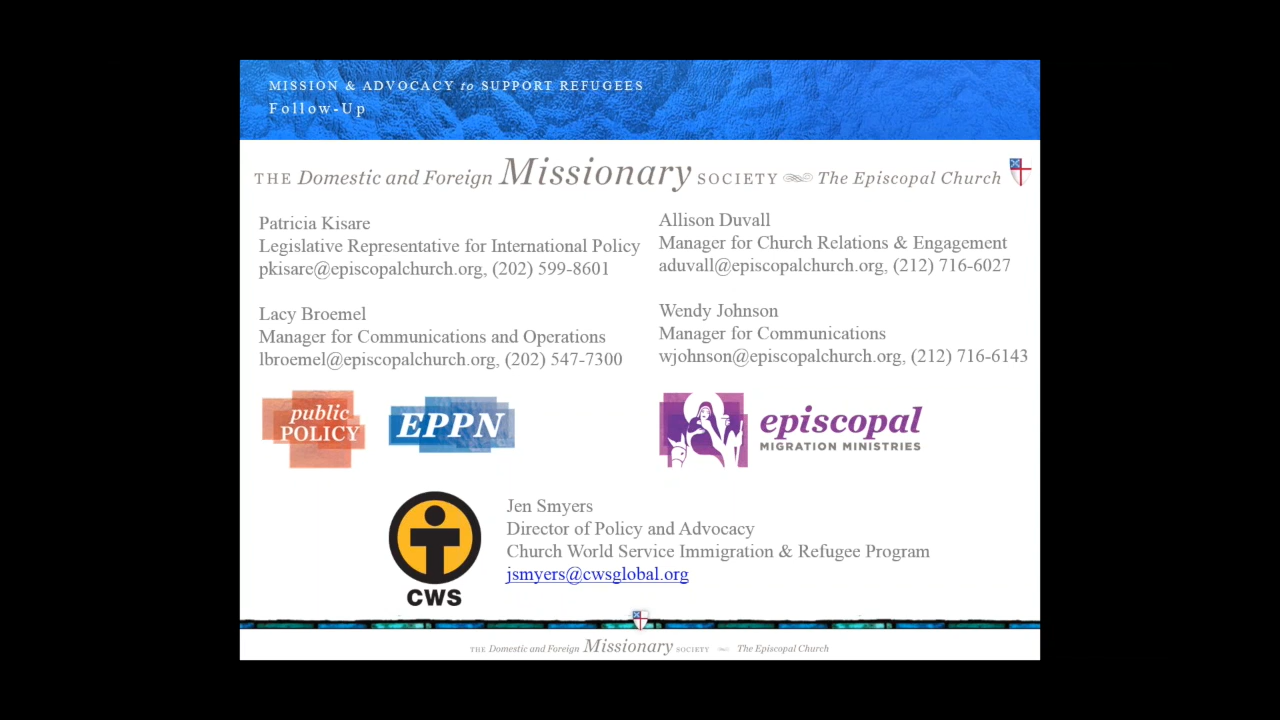 MISSION & ADVOCACY to SUPPORT REFUGEES
Follow-Up
THE Domestic and Foreign Missionary SOCIETY The Episcopal Church
Patricia Kisare
Legislative Representative for International Policy
pkisare@episcopalchurch.org, (202) 599-8601
Lacy Broemel
Manager for Communications and Operations
lbroemel@episcopalchurch.org, (202) 547-7300
Allison Duvall
Manager for Church Relations & Engagement
aduvall@episcopalchurch.org, (212) 716-6027
Wendy Johnson
Manager for Communications
wjohnson@episcopalchurch.org, (212) 716-6143
public
POLICY
EPPN
episcopal
MIGRATION MINISTRIES
CWS
Jen Smyers
Director of Policy and Advocacy
Church World Service Immigration & Refugee Program
jsmyers@cwsglobal.org
THE Domestic and Foreign Missionary SOCIETY The Episcopal Church